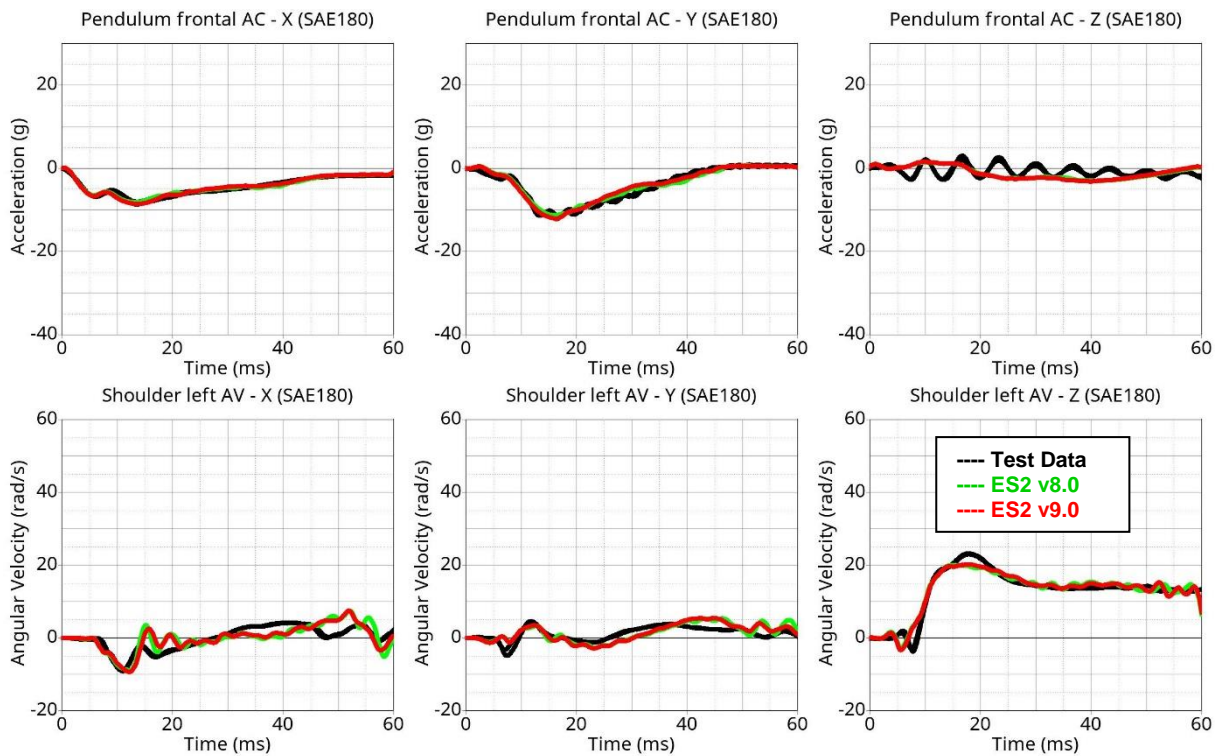 Pendulum frontal AC - X (SAE180)
Pendulum frontal AC - Y (SAE180)
Pendulum frontal AC - Z (SAE180)
Acceleration (g)
20
0
-20
-40
0
20
40
60
Time (ms)
Acceleration (g)
20
0
-20
-40
0
20
40
60
Time (ms)
Acceleration (g)
20
0
-20
-40
0
20
40
60
Time (ms)
Shoulder left AV - X (SAE180)
Shoulder left AV - Y (SAE180)
Shoulder left AV - Z (SAE180)
Angular Velocity (rad/s)
60
40
20
0
-20
0
20
40
60
Time (ms)
Angular Velocity (rad/s)
60
40
20
0
-20
0
20
40
60
Time (ms)
Angular Velocity (rad/s)
60
40
20
0
-20
0
20
40
60
Time (ms)
---- Test Data
---- ES2 v8.0
---- ES2 v9.0